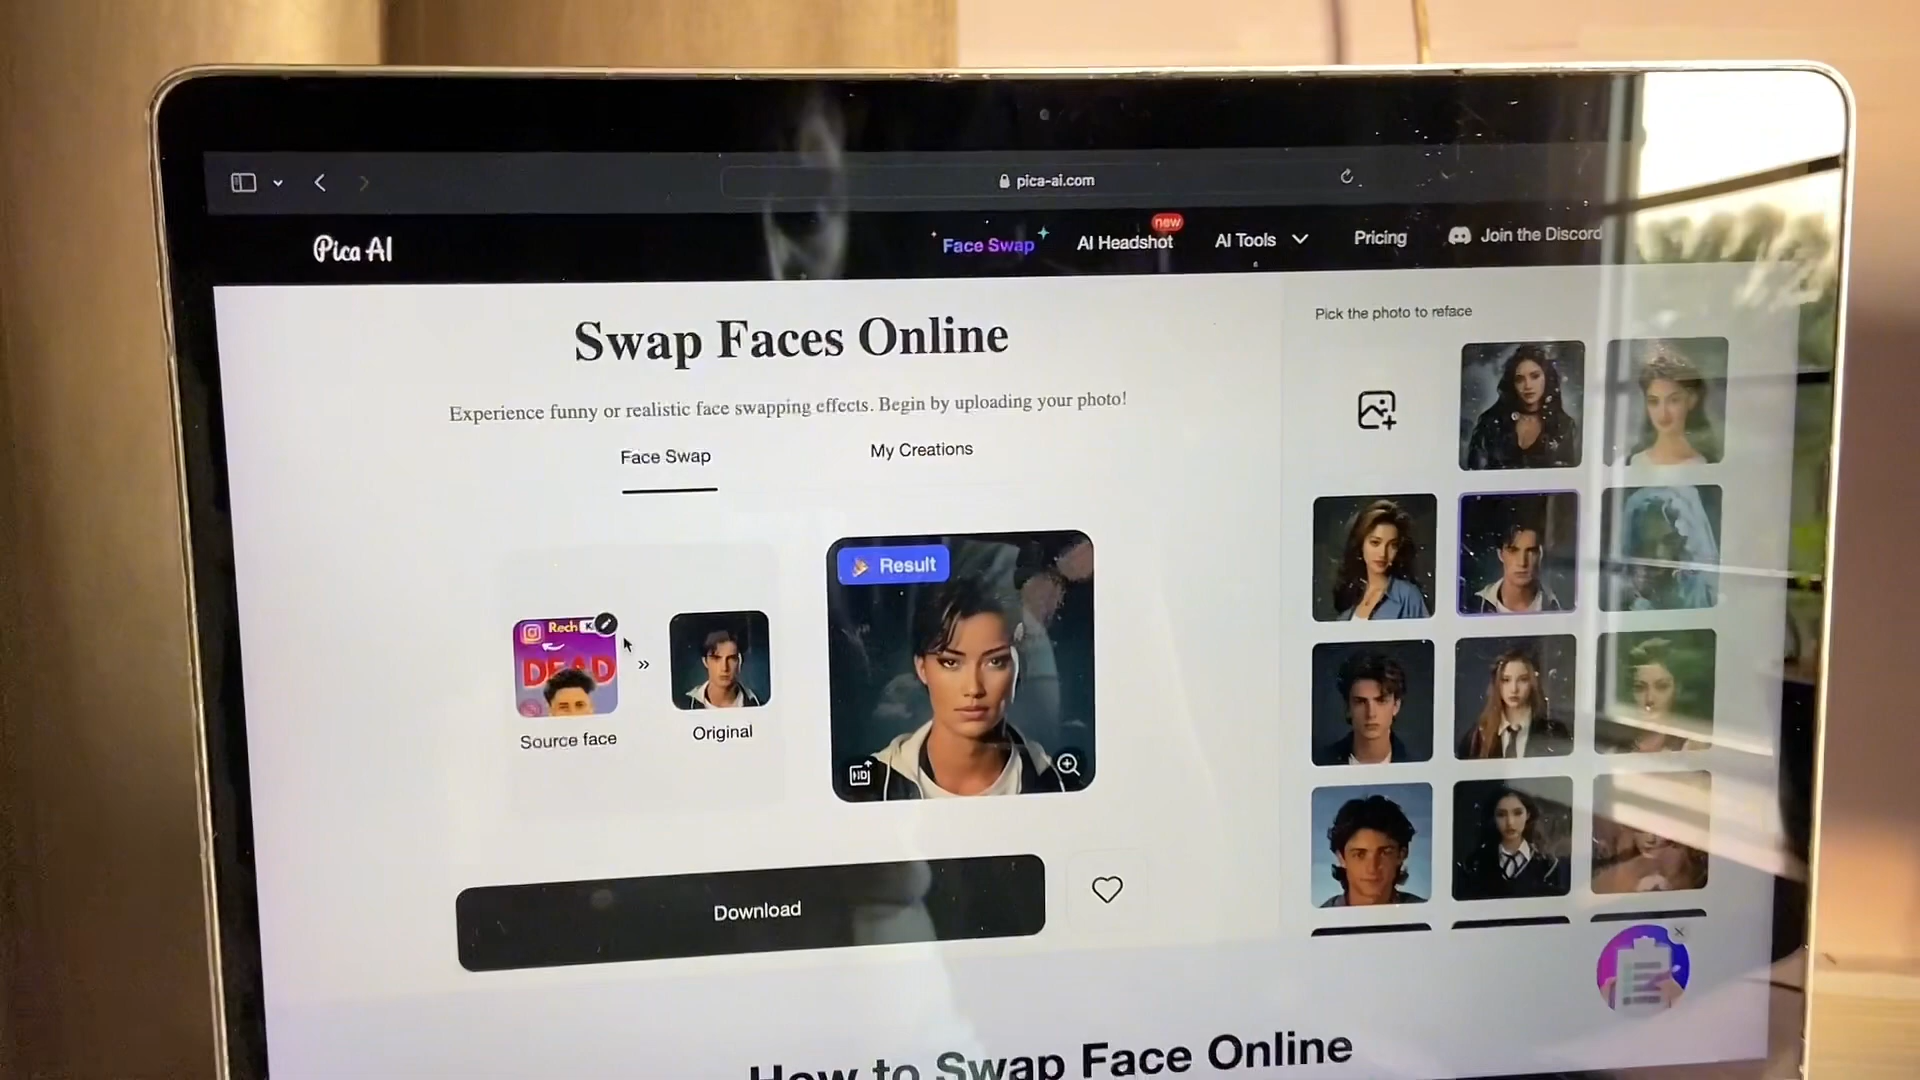 pica-ai.com
Pica AI
Face Swap
AI Headshot
new
AI Tools
Pricing
Join the Discord
Swap Faces Online
Experience funny or realistic face swapping effects. Begin by uploading your photo!
Face Swap
My Creations
Pick the photo to reface
Result
Rech
DEAD
Source face
Original
HD
Download
How to Swap Face Online